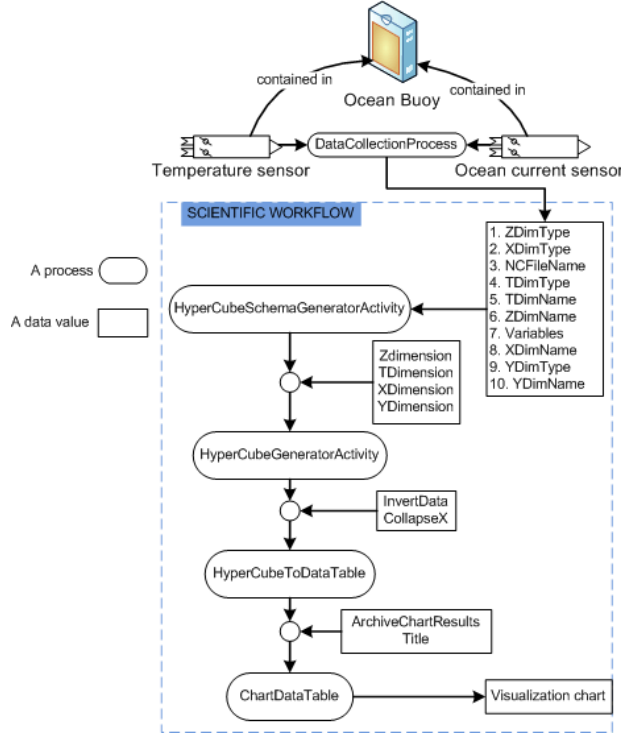 contained in
contained in
Ocean Buoy
DataCollectionProcess
Temperature sensor
Ocean current sensor
SCIENTIFIC WORKFLOW
1. ZDimType
2. XDimType
3. NCFileName
4. TDimType
5. TDimName
6. ZDimName
7. Variables
8. XDimName
9. YDimType
10. YDimName
A process
A data value
HyperCubeSchemaGeneratorActivity
Zdimension
TDimension
XDimension
YDimension
HyperCubeGeneratorActivity
InvertData
CollapseX
HyperCubeToDataTable
ArchiveChartResults
Title
ChartDataTable
Visualization chart